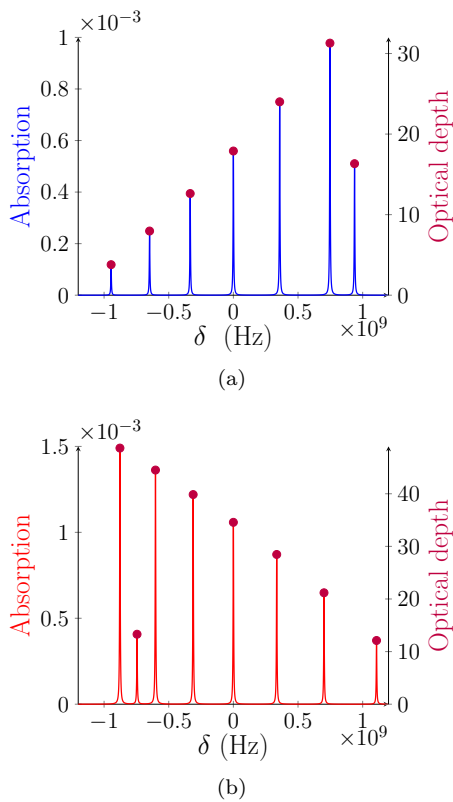 ×10⁻³
1
0.8
0.6
0.4
0.2
0
Absorption
30
20
10
0
Optical depth
−1 −0.5 0 0.5 1
×10⁹
δ (Hz)
(a)
×10⁻³
1.5
1
0.5
0
Absorption
40
30
20
10
0
Optical depth
−1 −0.5 0 0.5 1
×10⁹
δ (Hz)
(b)